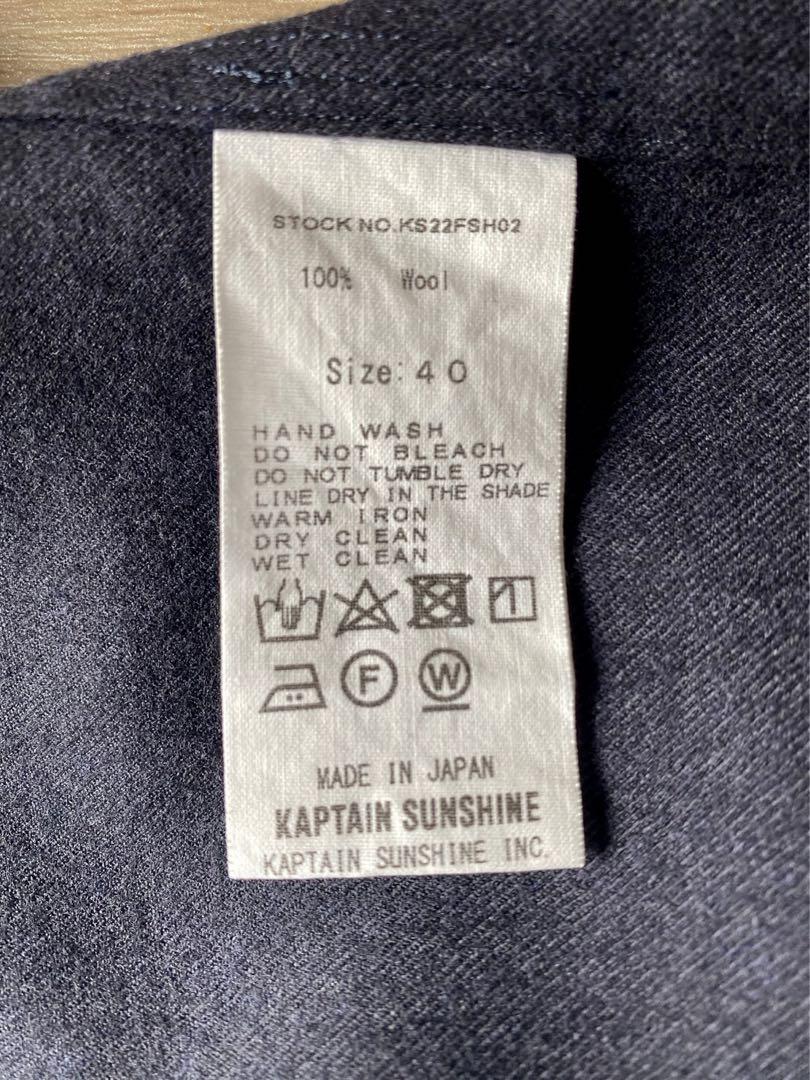 STOCK NO.KS22FSH02
100% Wool
Size:40
HAND WASH
DO NOT BLEACH
DO NOT TUMBLE DRY
LINE DRY IN THE SHADE
WARM IRON
DRY CLEAN
WET CLEAN
F W
MADE IN JAPAN
KAPTAIN SUNSHINE
KAPTAIN SUNSHINE INC.